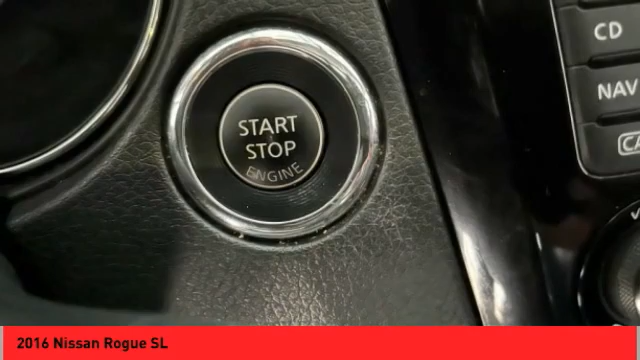 START
STOP
ENGINE
CD
NAV
2016 Nissan Rogue SL